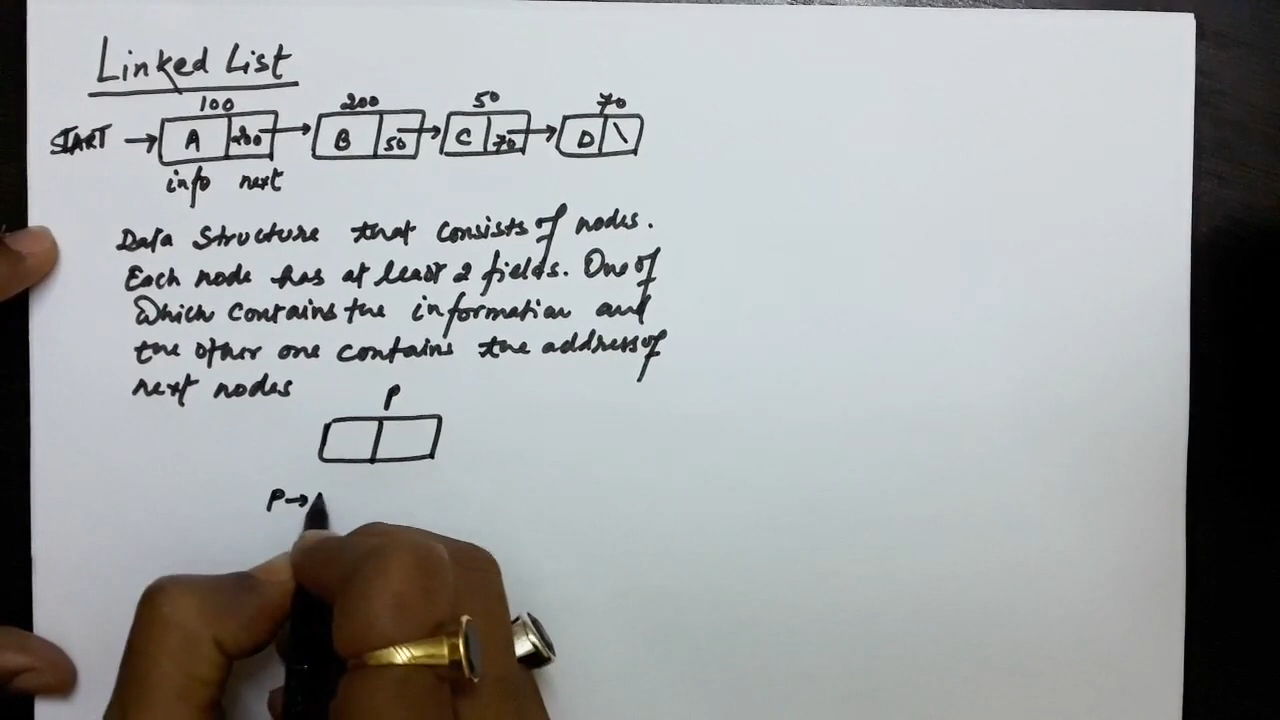 Linked List
100 200 50 70
START → A 200 → B 50 → C 70 → D \
info next
Data Structure that consists of nodes.
Each node has at least 2 fields. One of
Which contains the information and
the other one contains the address of
next nodes
P
P→